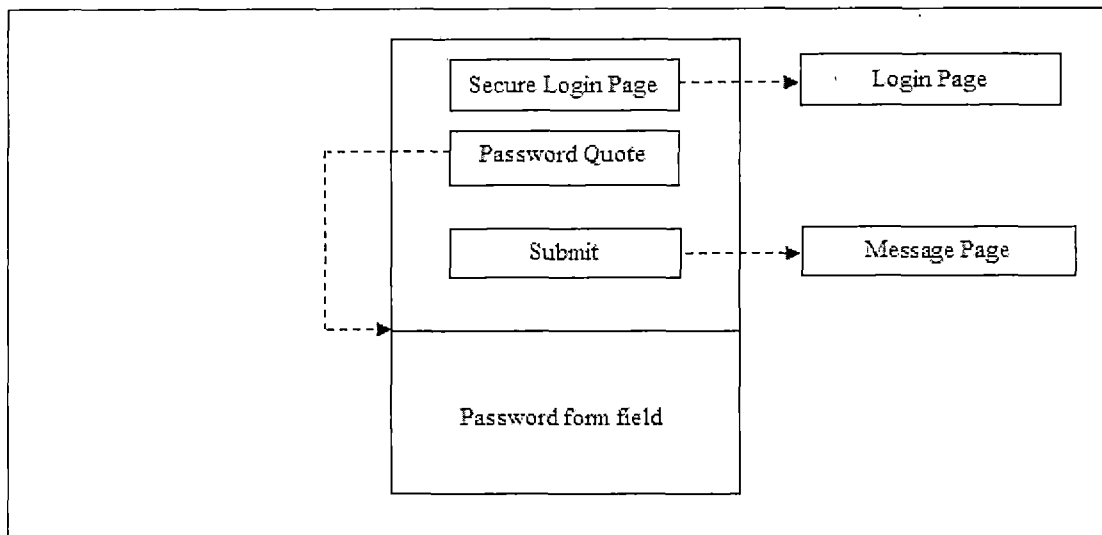 Secure Login Page
Login Page
Password Quote
Submit
Message Page
Password form field